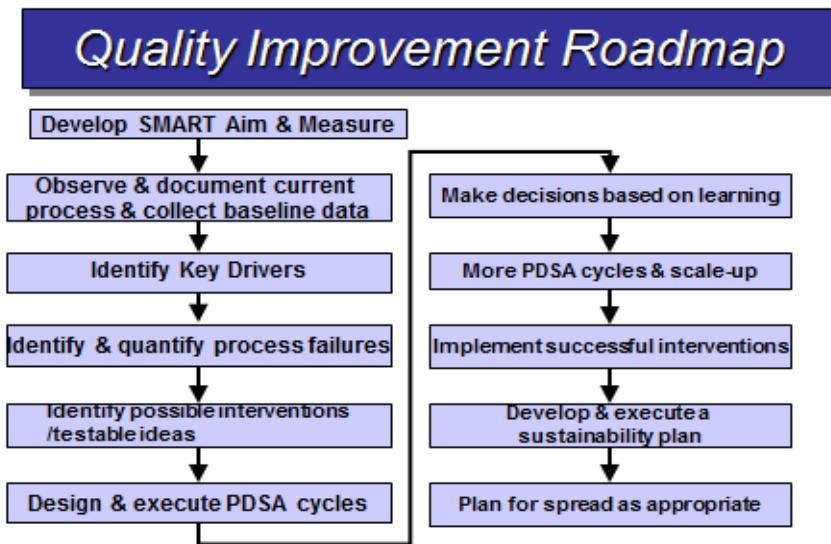 Quality Improvement Roadmap
Develop SMART Aim & Measure
Observe & document current
process & collect baseline data
Identify Key Drivers
Identify & quantify process failures
Identify possible interventions
/testable ideas
Design & execute PDSA cycles
Make decisions based on learning
More PDSA cycles & scale-up
Implement successful interventions
Develop & execute a
sustainability plan
Plan for spread as appropriate